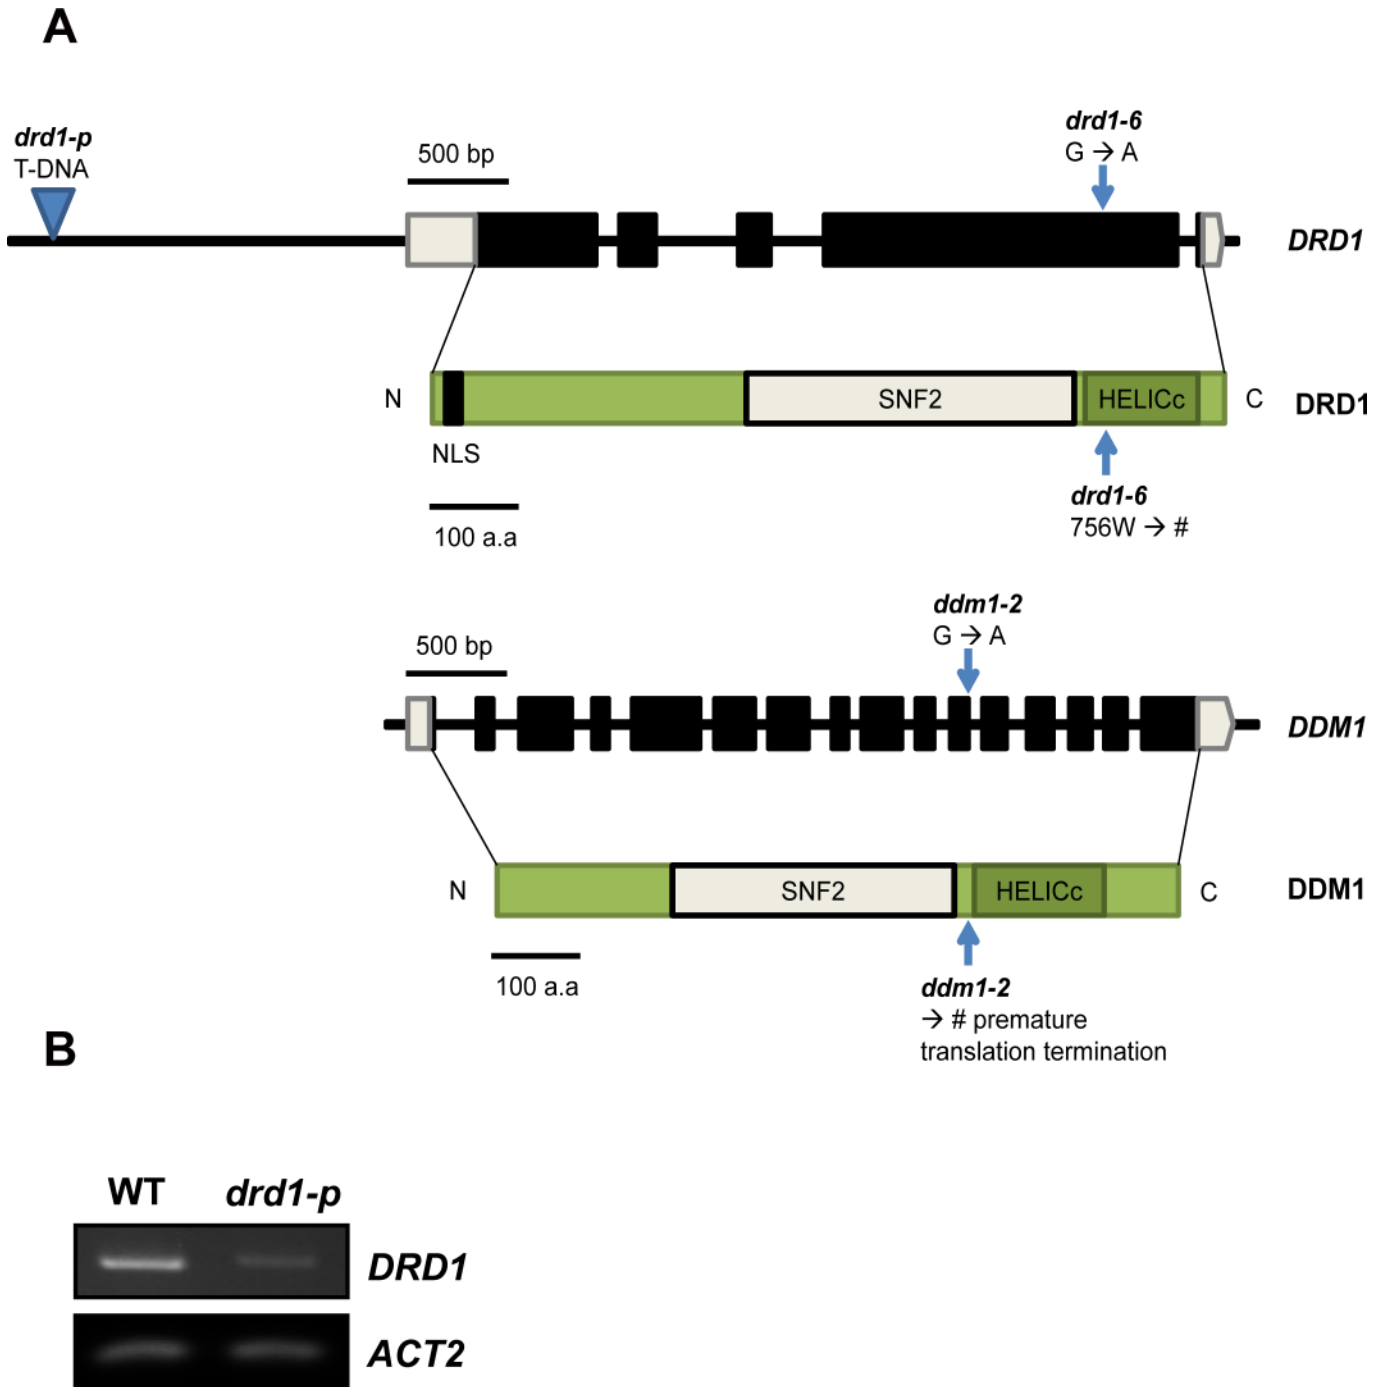 A
drd1-p
T-DNA
500 bp
drd1-6
G → A
DRD1
N
SNF2
HELICc
C
DRD1
NLS
100 a.a
drd1-6
756W → #
ddm1-2
G → A
500 bp
DDM1
N
SNF2
HELICc
C
DDM1
100 a.a
ddm1-2
→ # premature
translation termination
B
WT
drd1-p
DRD1
ACT2